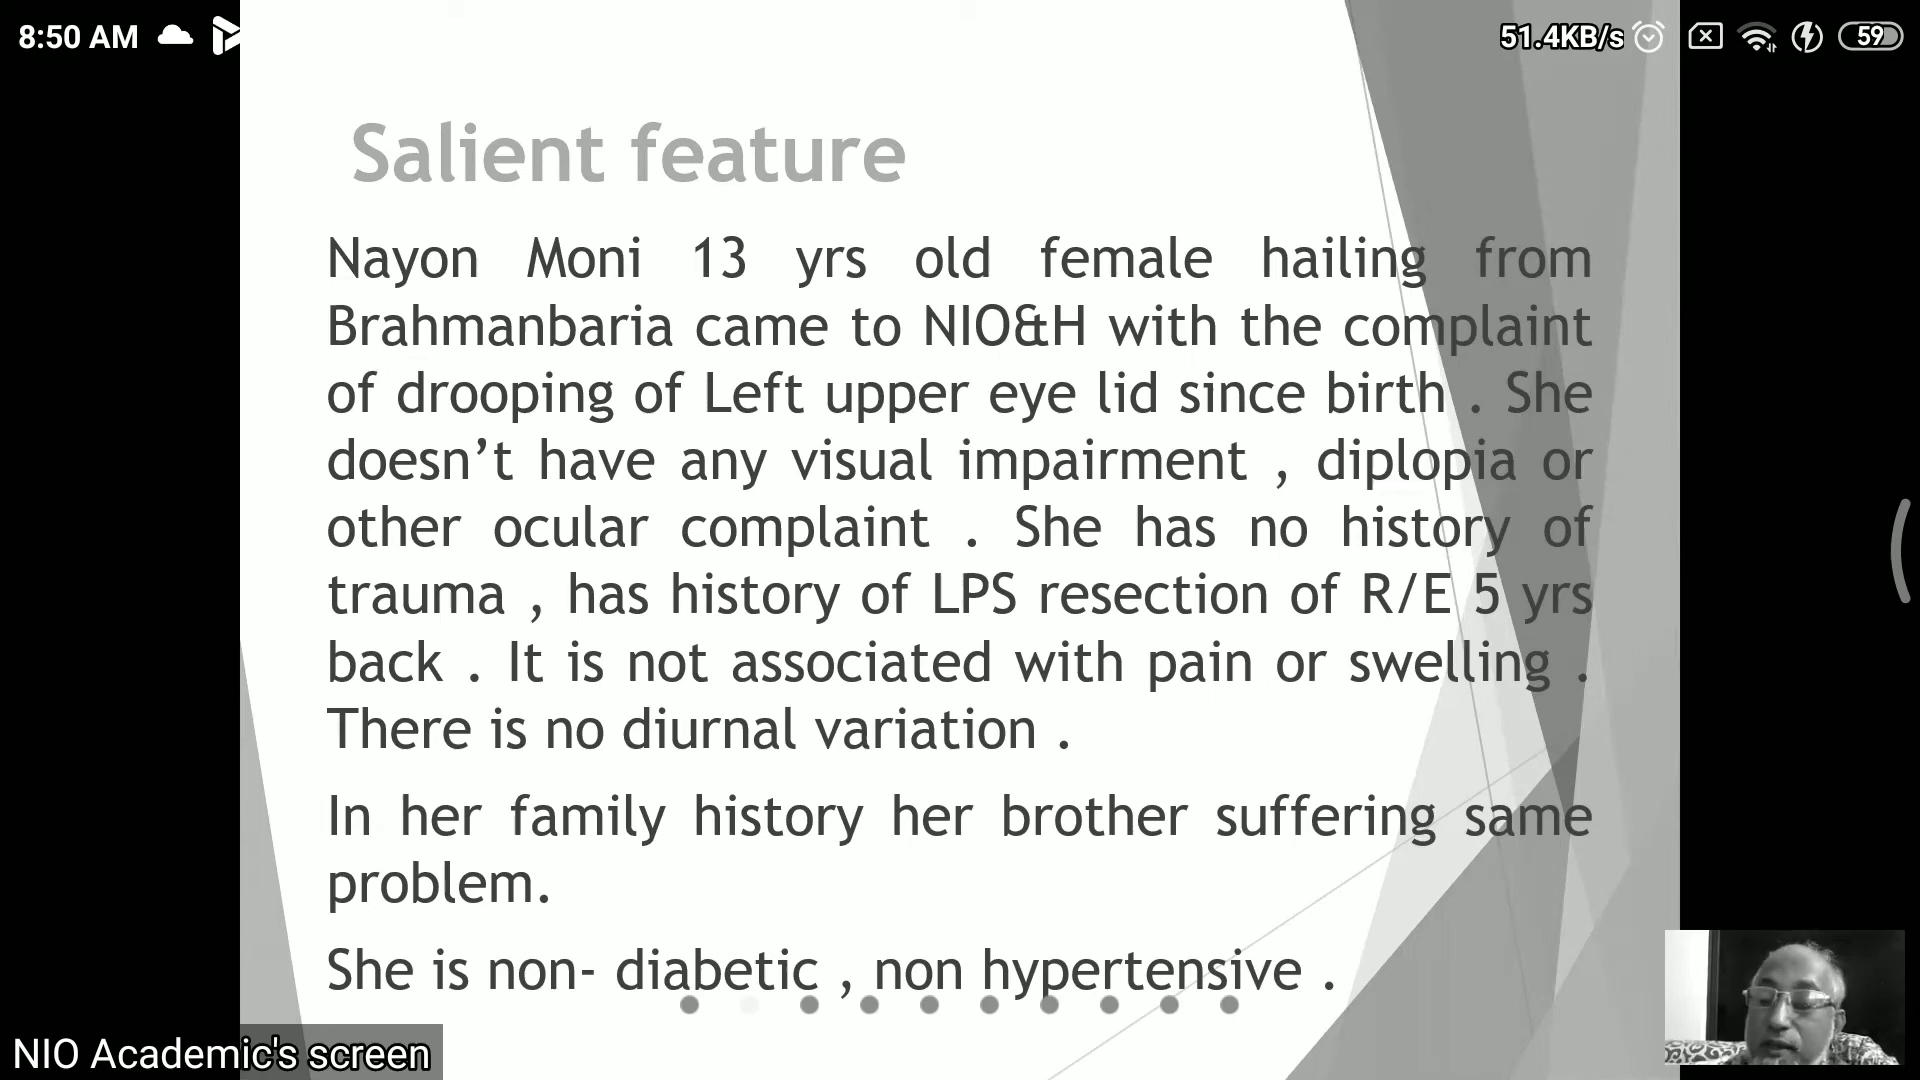 8:50 AM
51.4KB/s
59
Salient feature
Nayon Moni 13 yrs old female hailing from
Brahmanbaria came to NIO&H with the complaint
of drooping of Left upper eye lid since birth . She
doesn’t have any visual impairment , diplopia or
other ocular complaint . She has no history of
trauma , has history of LPS resection of R/E 5 yrs
back . It is not associated with pain or swelling .
There is no diurnal variation .
In her family history her brother suffering same
problem.
She is non- diabetic , non hypertensive .
NIO Academic's screen